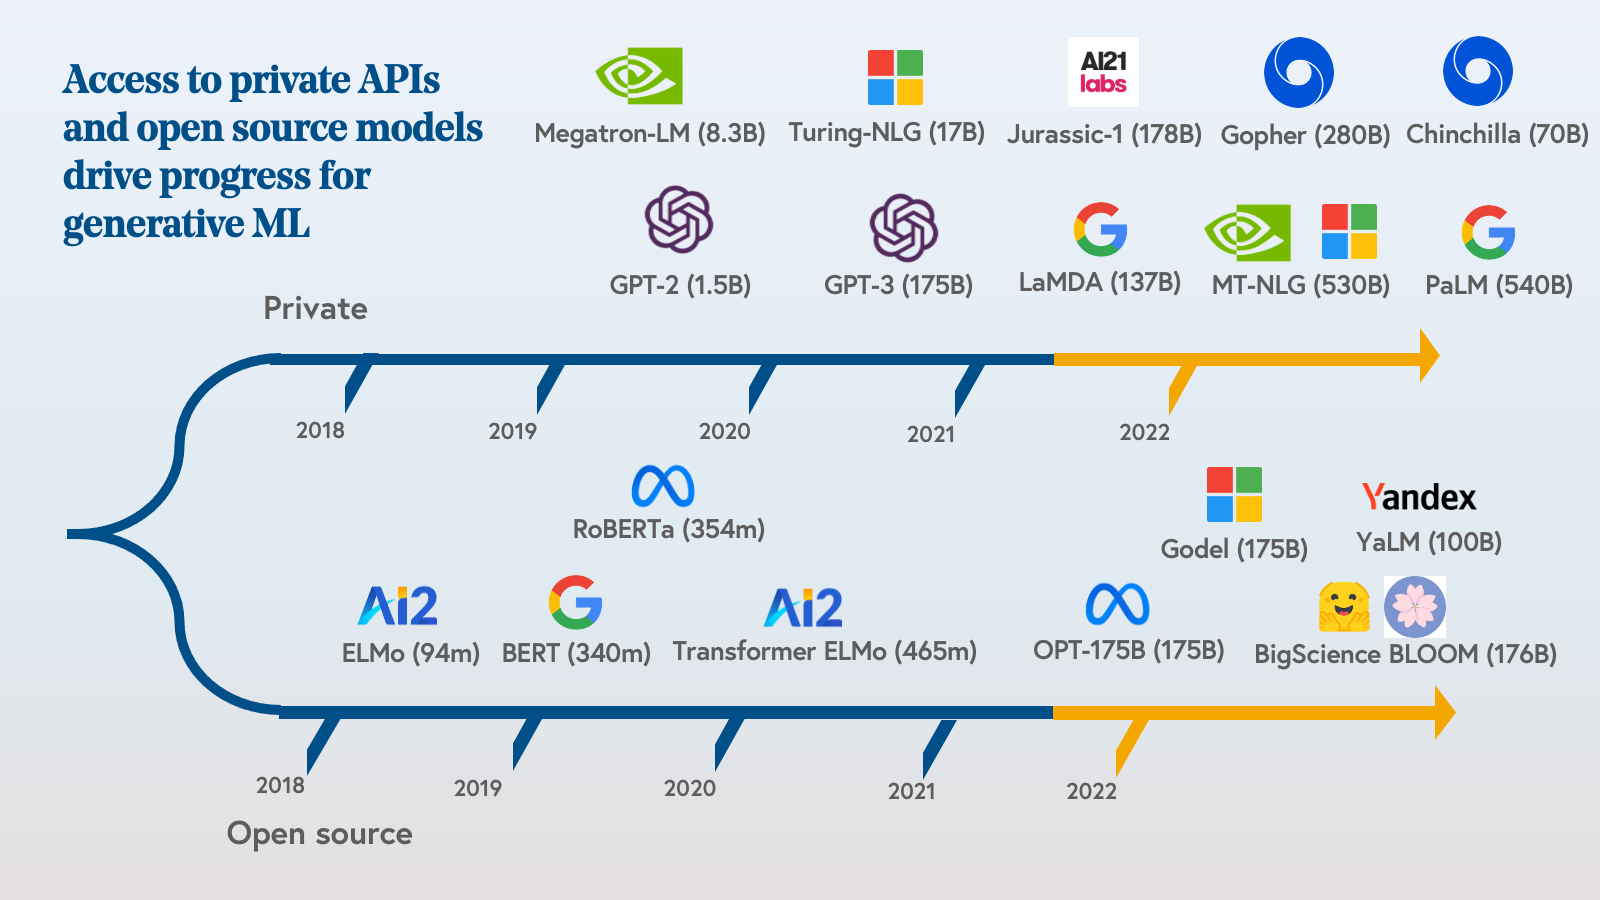 Access to private APIs
and open source models
drive progress for
generative ML
AI21
labs
Megatron-LM (8.3B)
Turing-NLG (17B)
Jurassic-1 (178B)
Gopher (280B)
Chinchilla (70B)
GPT-2 (1.5B)
GPT-3 (175B)
LaMDA (137B)
MT-NLG (530B)
PaLM (540B)
Private
2018
2019
2020
2021
2022
RoBERTa (354m)
Godel (175B)
Yandex
YaLM (100B)
Ai2
ELMo (94m)
BERT (340m)
Ai2
Transformer ELMo (465m)
OPT-175B (175B)
BigScience BLOOM (176B)
2018
2019
2020
2021
2022
Open source